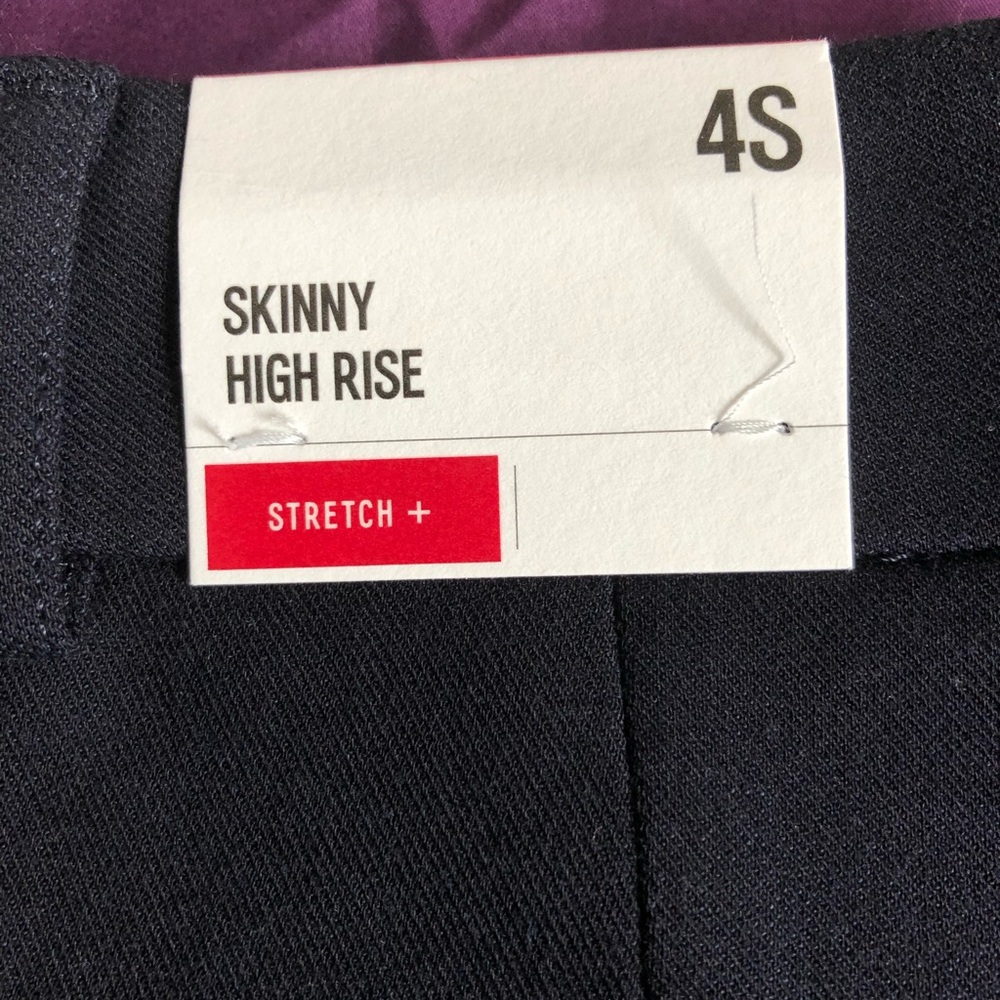 4S
SKINNY
HIGH RISE
STRETCH +